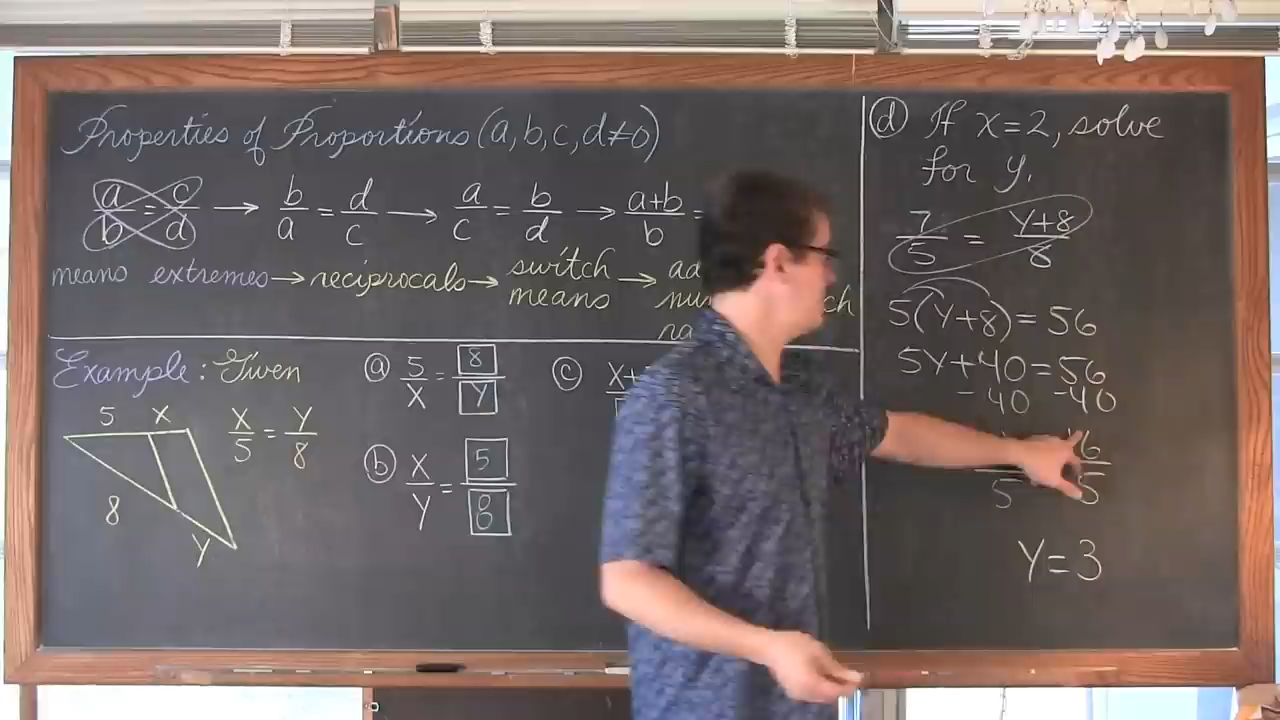 Properties of Proportions (a, b, c, d ≠ 0)
a/b = c/d → b/a = d/c → a/c = b/d → a+b/b =
means extremes → reciprocals → switch means →
Example: Given
5 x
8
y
x/5 = y/8
(a) 5/x = 8/y
(b) x/y = 5/8
(c)
(d) If x=2, solve
for y.
7/5 = y+8/8
5(y+8) = 56
5y+40=56
-40 -40
5 5
y=3